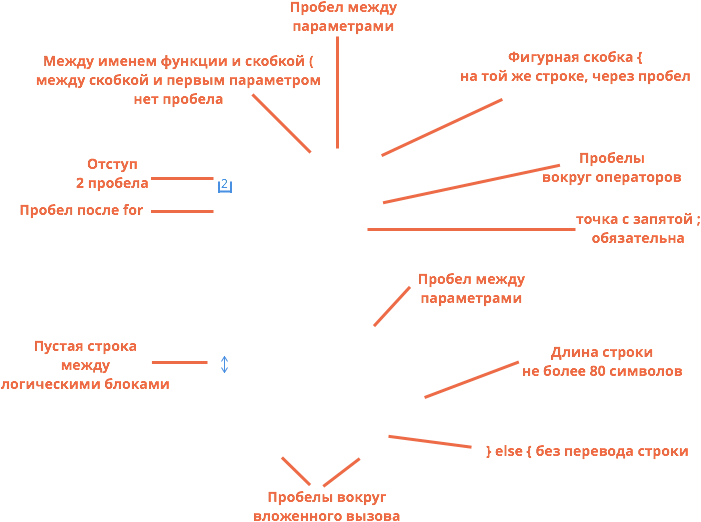 Пробел между
параметрами
Между именем функции и скобкой (
между скобкой и первым параметром
нет пробела
Фигурная скобка {
на той же строке, через пробел
Отступ
2 пробела
2
Пробелы
вокруг операторов
Пробел после for
точка с запятой ;
обязательна
Пробел между
параметрами
Пустая строка
между
логическими блоками
Длина строки
не более 80 символов
} else { без перевода строки
Пробелы вокруг
вложенного вызова